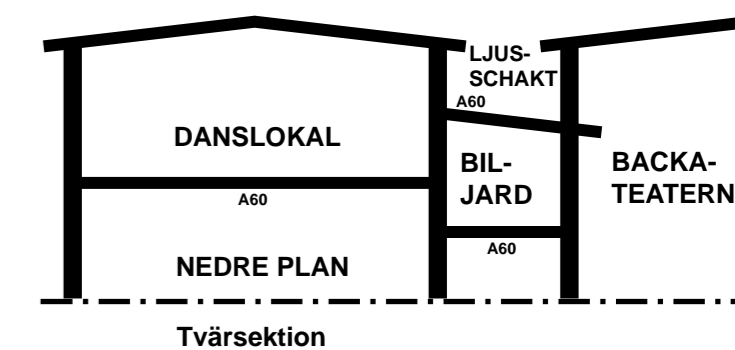 LJUS-
SCHAKT
A60
DANSLOKAL
BIL-
JARD
BACKA-
TEATERN
A60
A60
NEDRE PLAN
Tvärsektion